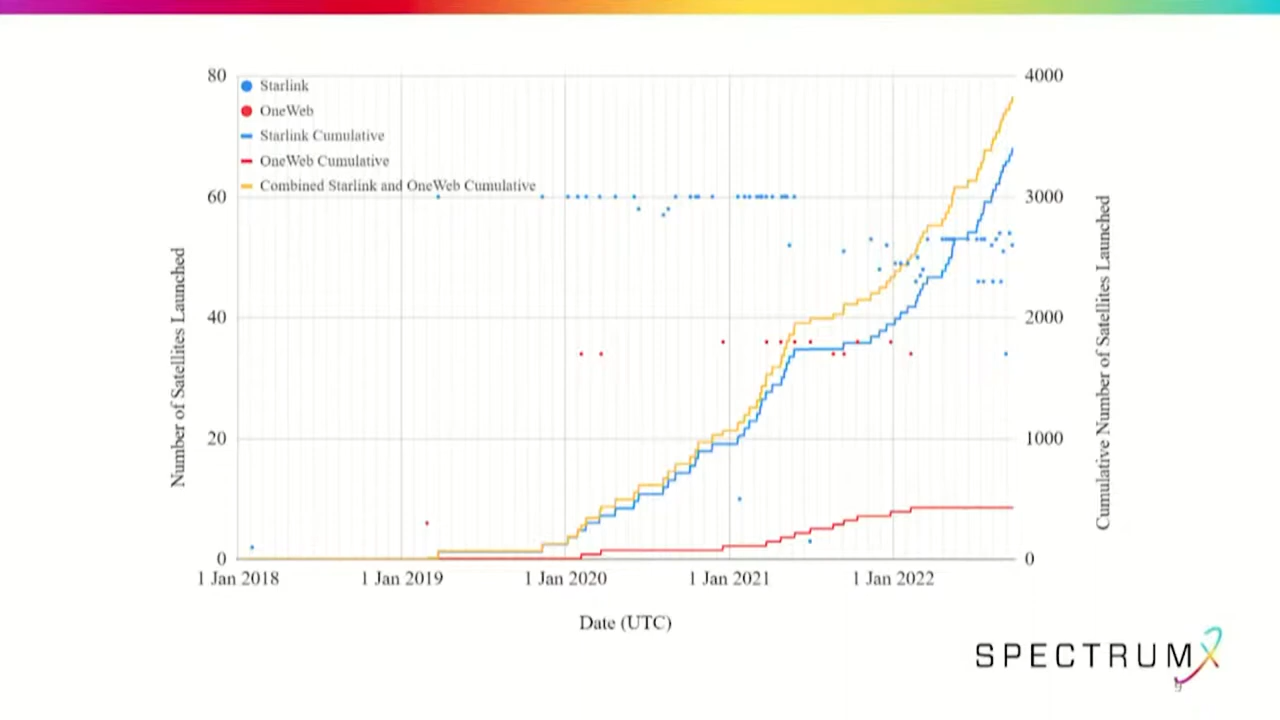 80
4000
Starlink
OneWeb
Starlink Cumulative
OneWeb Cumulative
Combined Starlink and OneWeb Cumulative
60
3000
40
2000
20
1000
0
0
Number of Satellites Launched
Cumulative Number of Satellites Launched
1 Jan 2018
1 Jan 2019
1 Jan 2020
1 Jan 2021
1 Jan 2022
Date (UTC)
SPECTRUMX
9